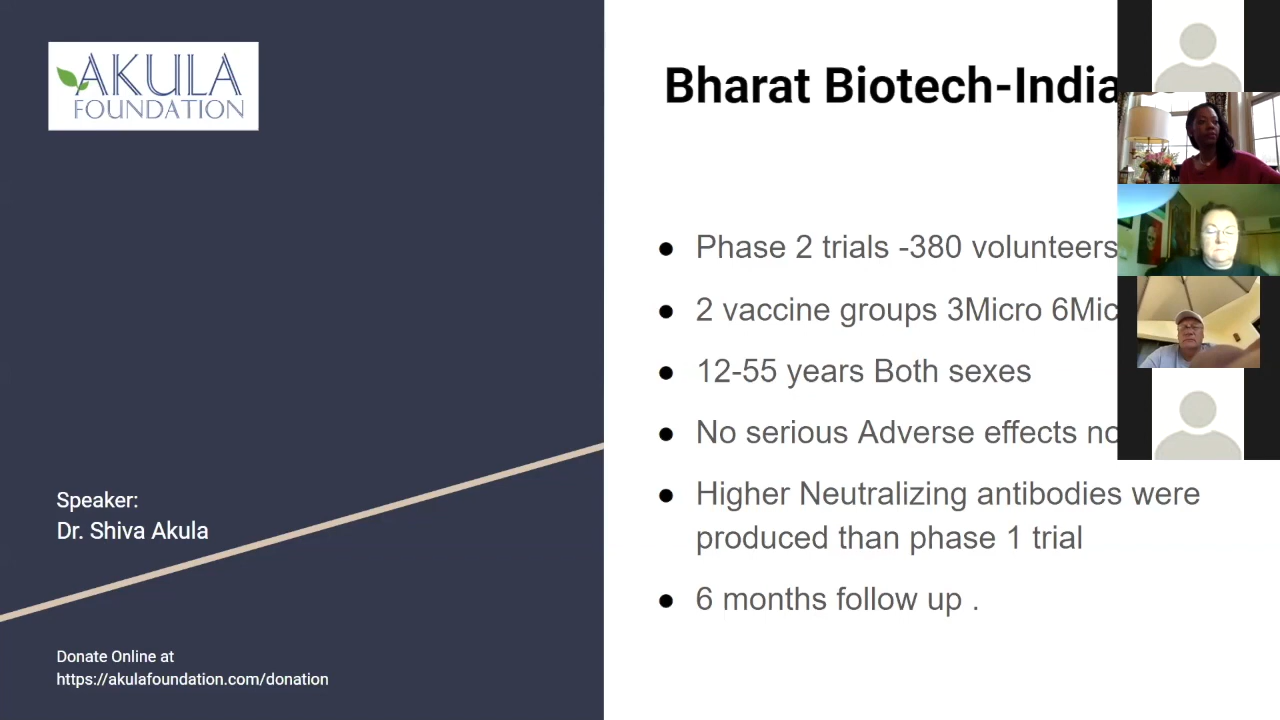 AKULA
FOUNDATION
Bharat Biotech-India
Phase 2 trials -380 volunteers
2 vaccine groups 3Micro
12-55 years Both sexes
No serious Adverse effects
Higher Neutralizing antibodies were
produced than phase 1 trial
6 months follow up .
Speaker:
Dr. Shiva Akula
Donate Online at
https://akulafoundation.com/donation